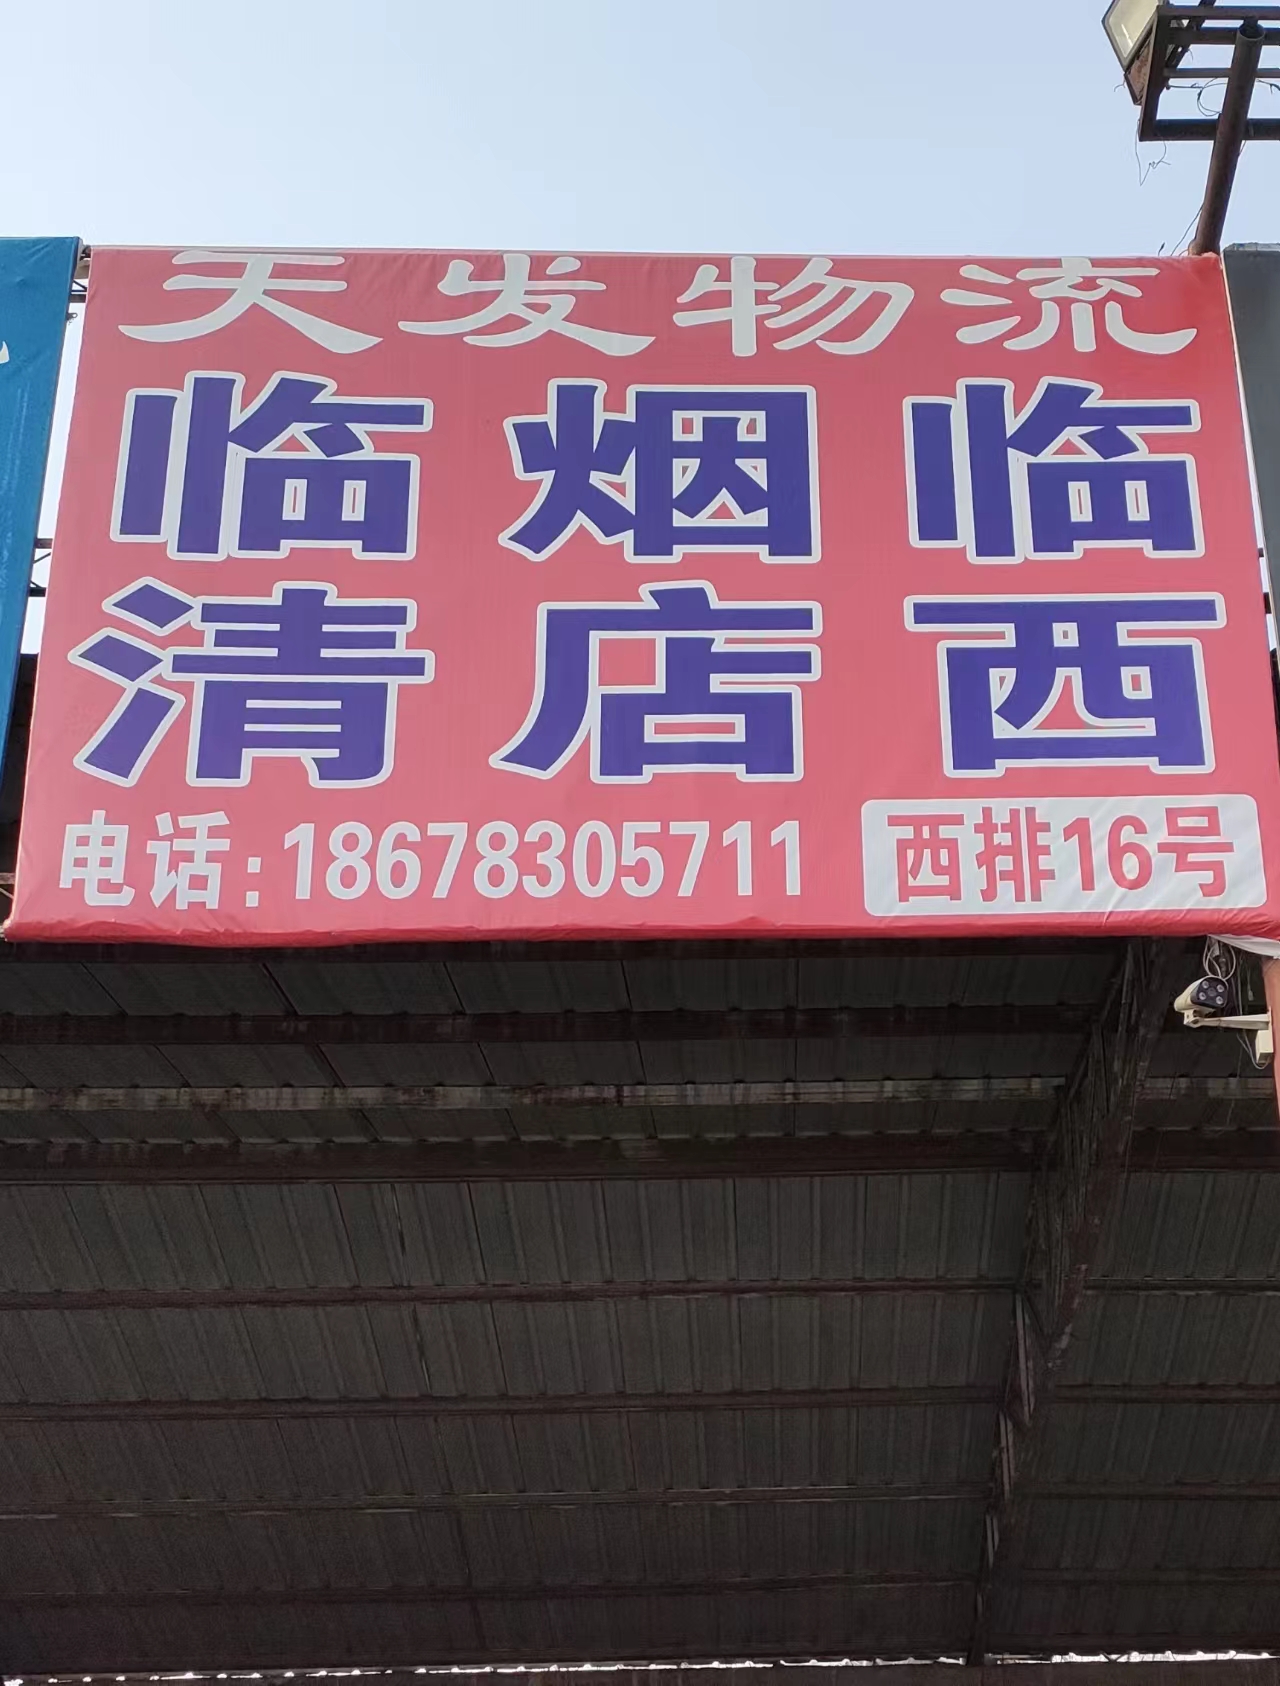 天发物流
临清 烟店 临西
电话:18678305711
西排16号